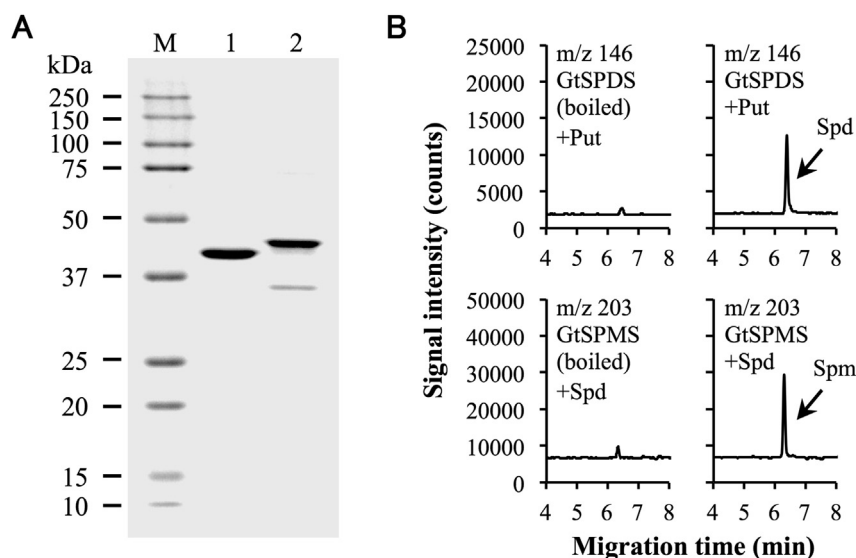 A
M 1 2
kDa
250
150
100
75
50
37
25
20
15
10
B
Signal intensity (counts)
25000
20000
15000
10000
5000
0
m/z 146
GtSPDS
(boiled)
+Put
4 5 6 7 8
m/z 146
GtSPDS
+Put
Spd
4 5 6 7 8
50000
40000
30000
20000
10000
0
m/z 203
GtSPMS
(boiled)
+Spd
4 5 6 7 8
m/z 203
GtSPMS
+Spd
Spm
4 5 6 7 8
Migration time (min)